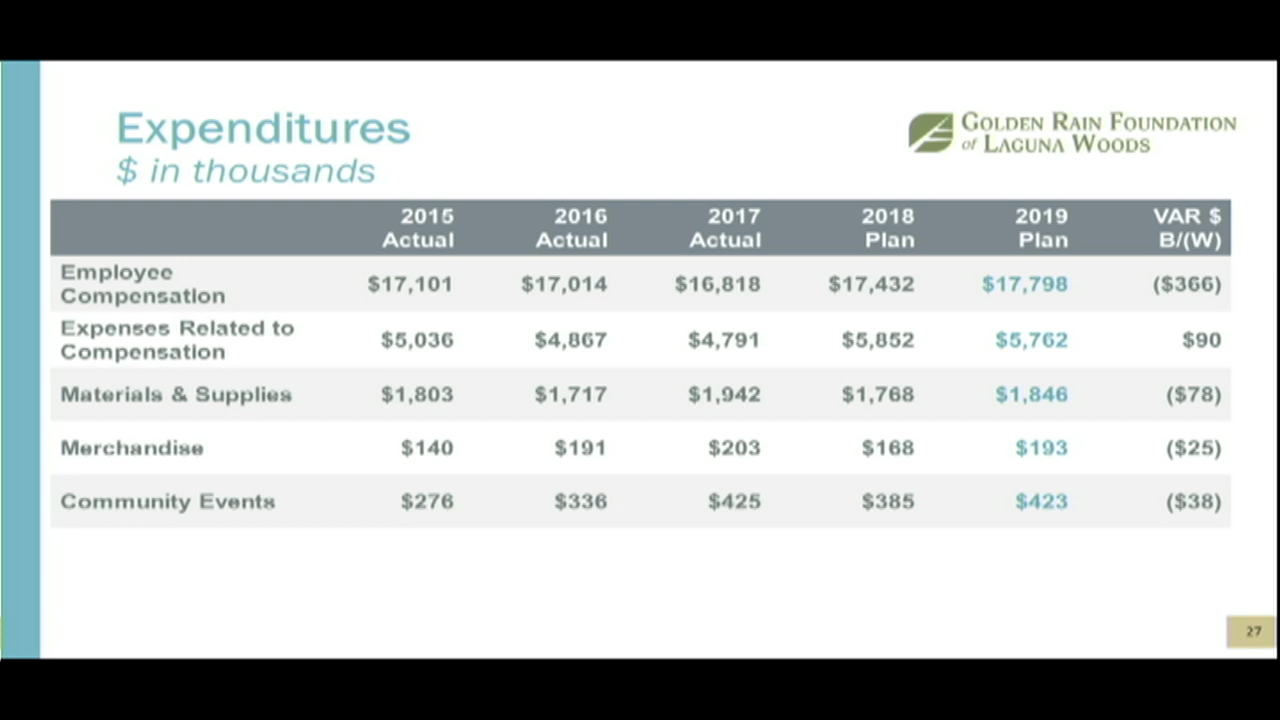 Expenditures
$ in thousands
GOLDEN RAIN FOUNDATION
of LAGUNA WOODS
2015 Actual 2016 Actual 2017 Actual 2018 Plan 2019 Plan VAR $ B/(W)
Employee Compensation $17,101 $17,014 $16,818 $17,432 $17,798 ($366)
Expenses Related to Compensation $5,036 $4,867 $4,791 $5,852 $5,762 $90
Materials & Supplies $1,803 $1,717 $1,942 $1,768 $1,846 ($78)
Merchandise $140 $191 $203 $168 $193 ($25)
Community Events $276 $336 $425 $385 $423 ($38)
27